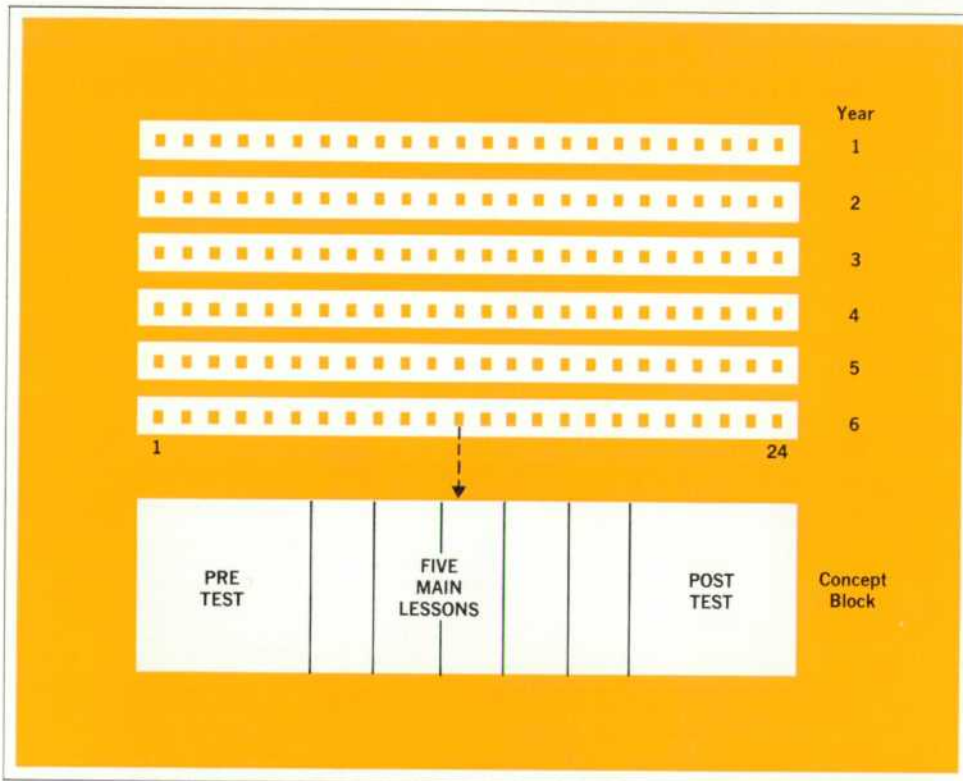 Year
1
2
3
4
5
6
1
24
PRE
TEST
FIVE
MAIN
LESSONS
POST
TEST
Concept
Block